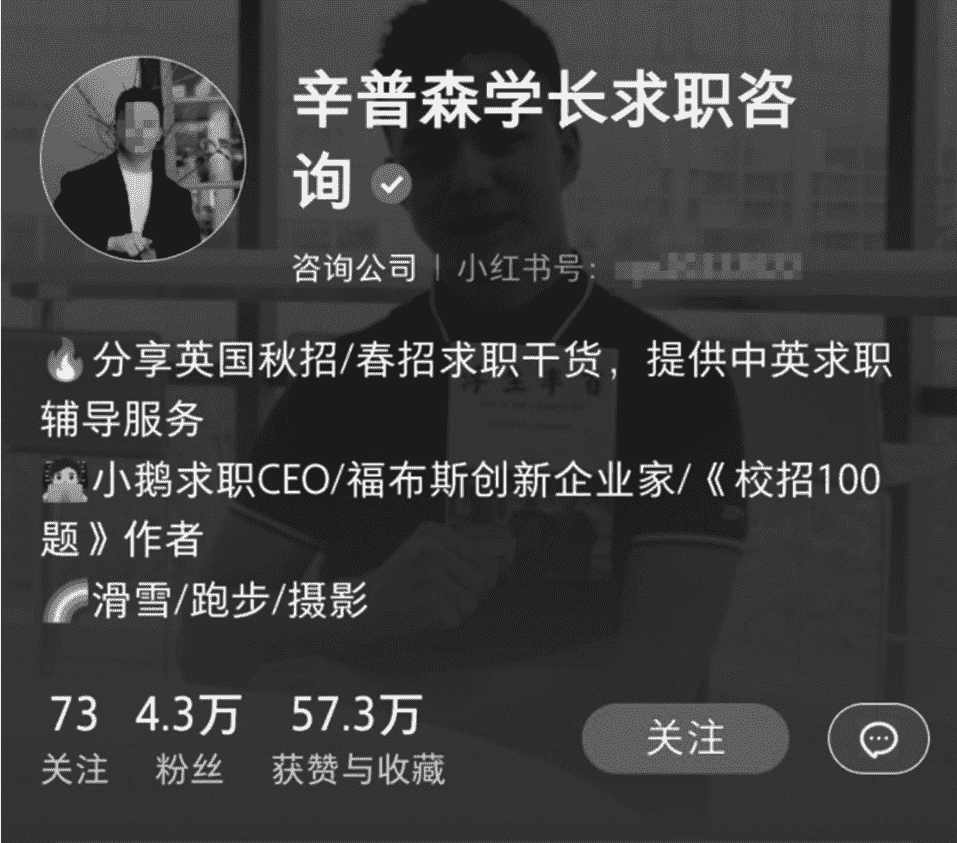 辛普森学长求职咨
询
咨询公司 | 小红书号:
分享英国秋招/春招求职干货，提供中英求职
辅导服务
小鹅求职CEO/福布斯创新企业家/《校招100
题》作者
滑雪/跑步/摄影
73 4.3万 57.3万
关注 粉丝 获赞与收藏
关注